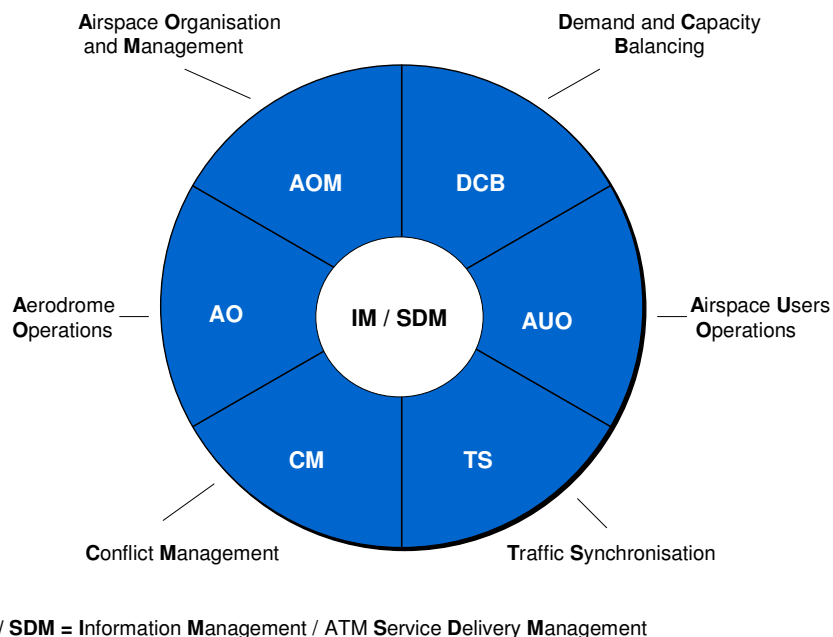 Airspace Organisation
and Management
Demand and Capacity
Balancing
AOM
DCB
Aerodrome
Operations
AO
IM / SDM
AUO
Airspace Users
Operations
CM
TS
Conflict Management
Traffic Synchronisation
/ SDM = Information Management / ATM Service Delivery Management